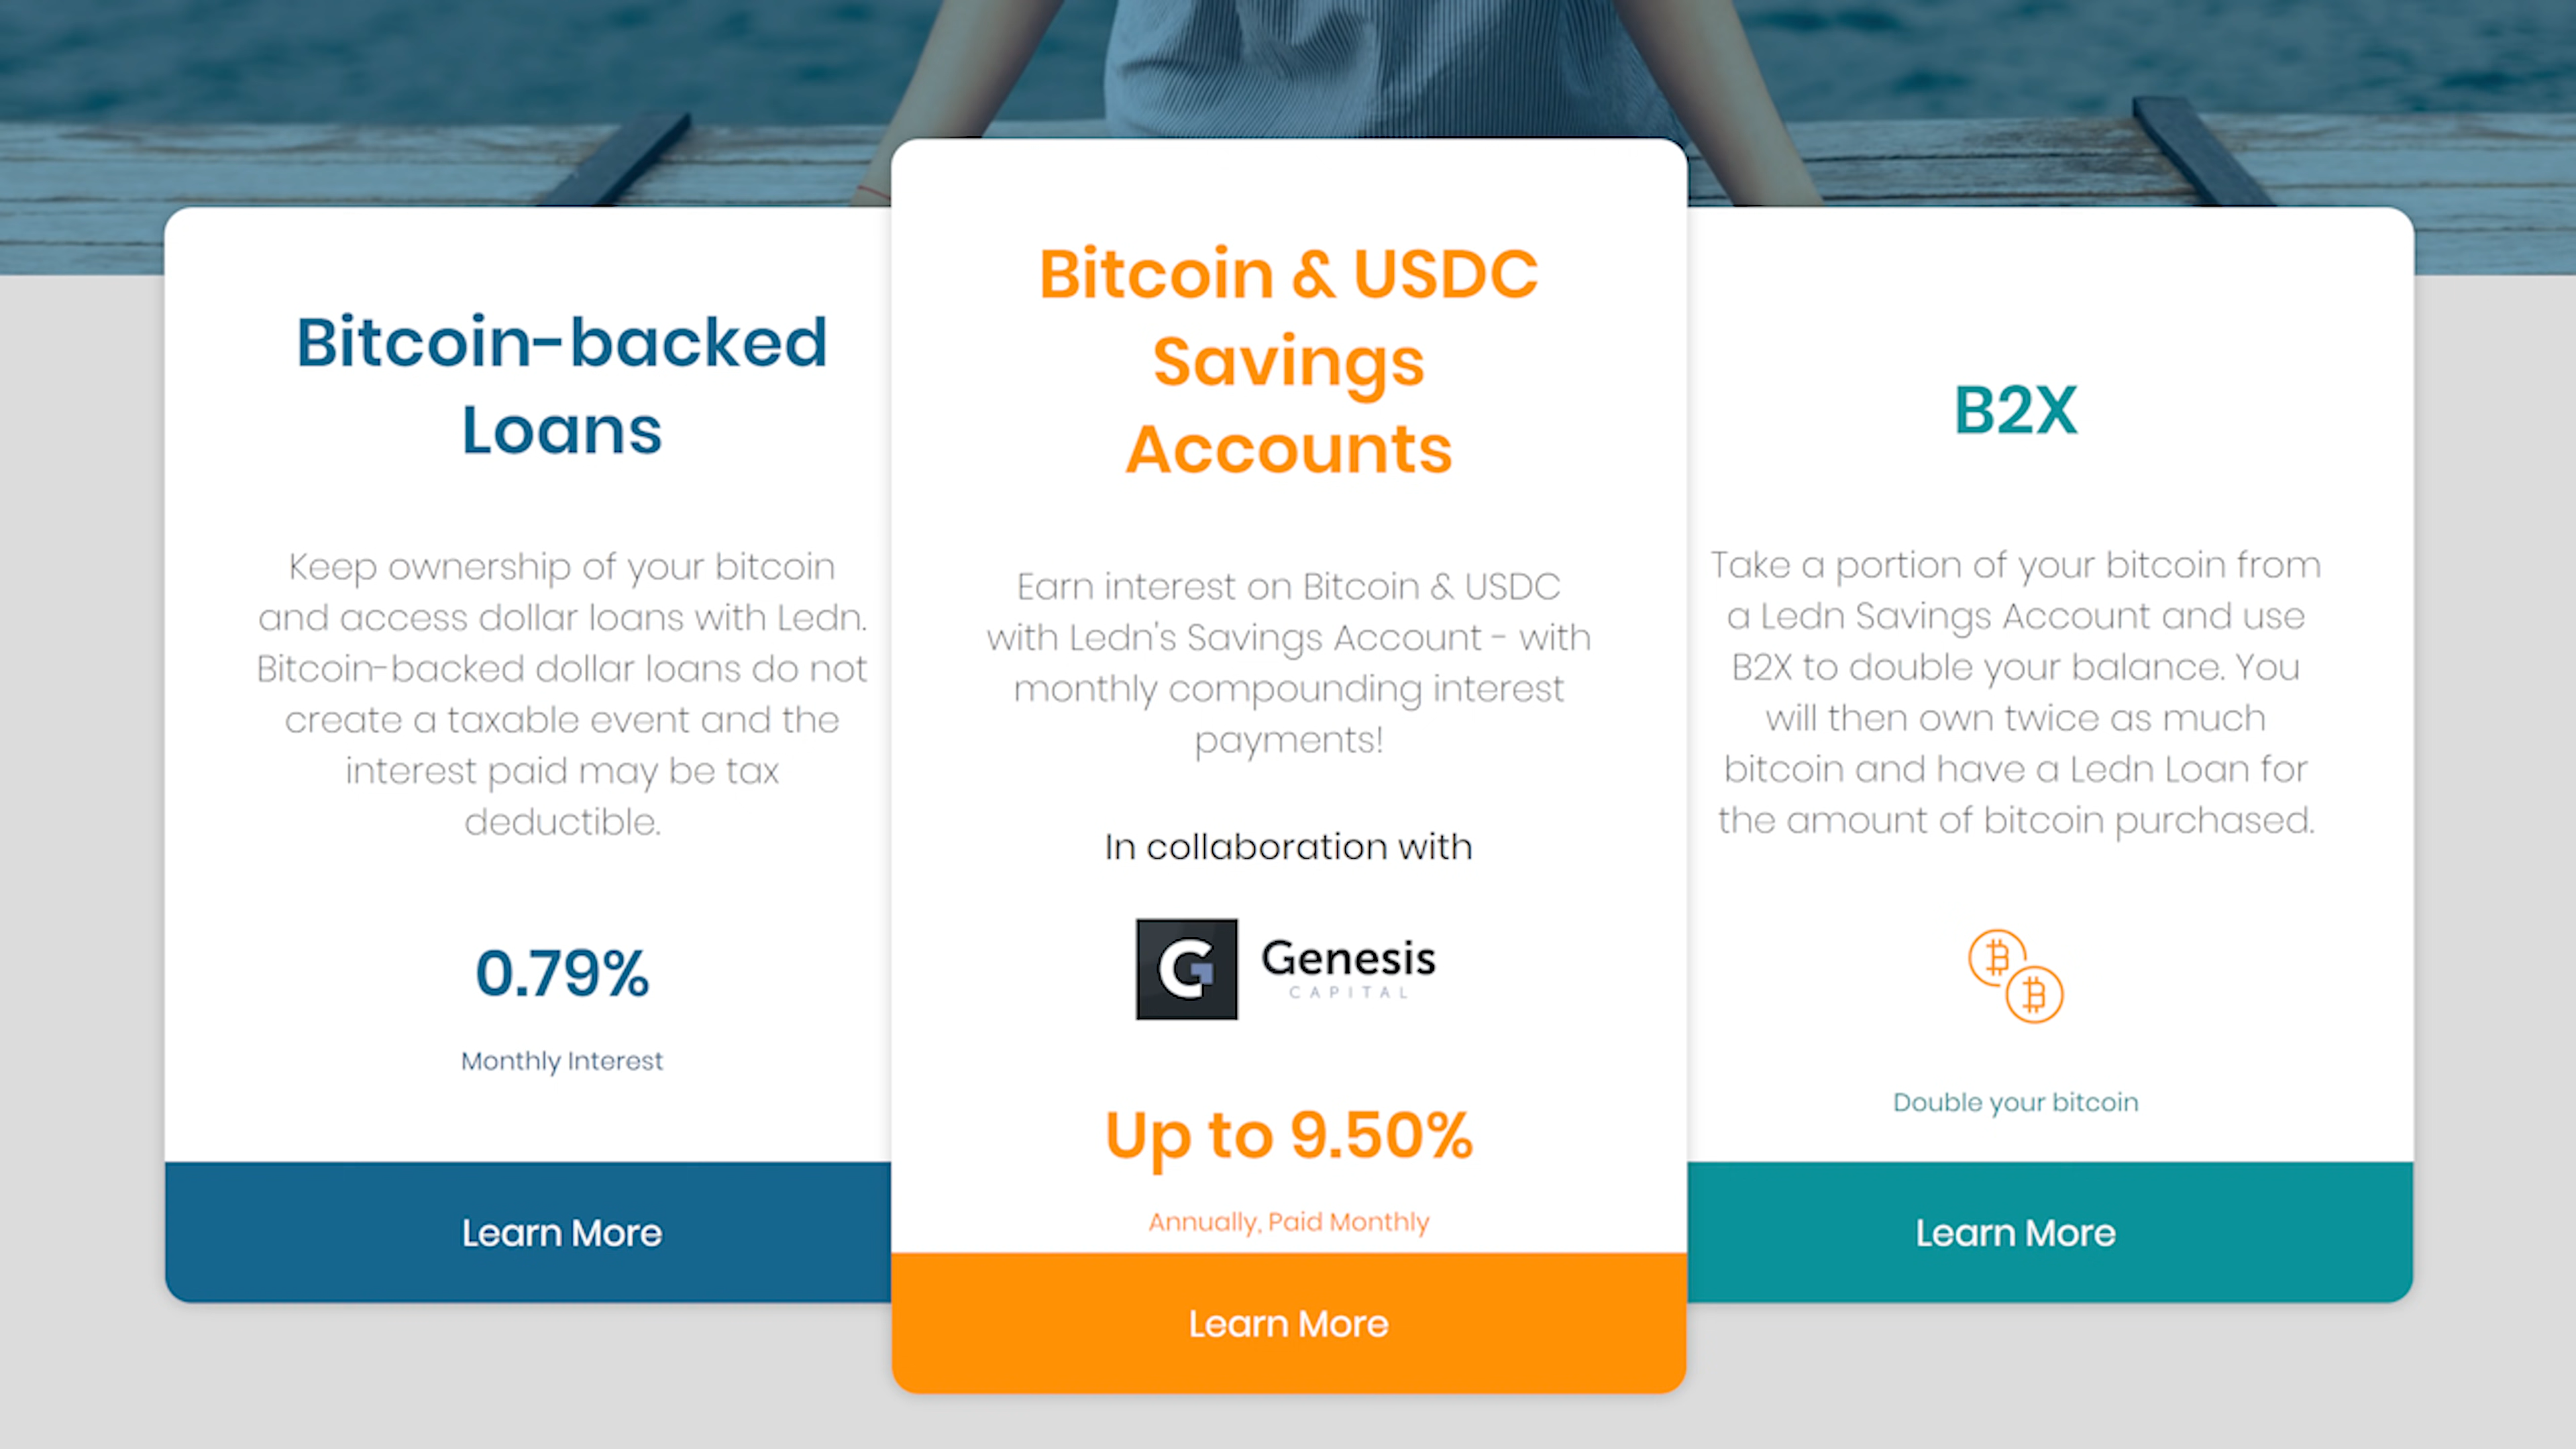 Bitcoin-backed
Loans
Keep ownership of your bitcoin
and access dollar loans with Ledn.
Bitcoin-backed dollar loans do not
create a taxable event and the
interest paid may be tax
deductible.
0.79%
Monthly Interest
Learn More
Bitcoin & USDC
Savings
Accounts
Earn interest on Bitcoin & USDC
with Ledn's Savings Account - with
monthly compounding interest
payments!
In collaboration with
G
Genesis
CAPITAL
Up to 9.50%
Annually, Paid Monthly
Learn More
B2X
Take a portion of your bitcoin from
a Ledn Savings Account and use
B2X to double your balance. You
will then own twice as much
bitcoin and have a Ledn Loan for
the amount of bitcoin purchased.
Double your bitcoin
Learn More